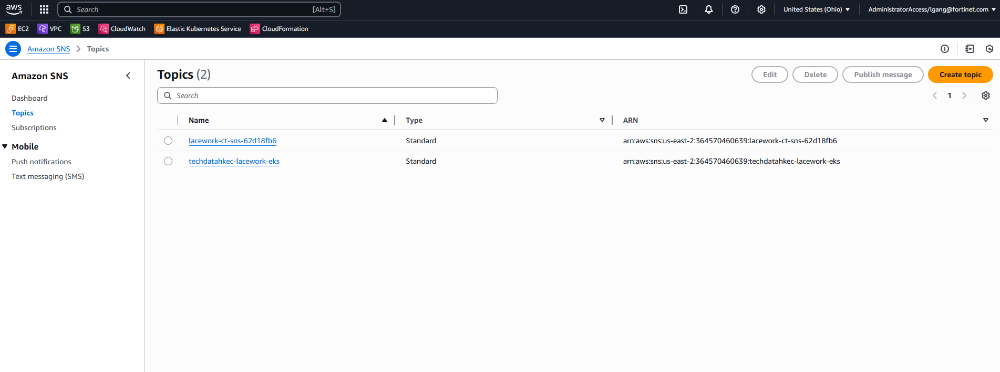 aws
Search [Alt+S]
United States (Ohio)
AdministratorAccess/lgang@fortinet.com
EC2 VPC S3 CloudWatch Elastic Kubernetes Service CloudFormation
Amazon SNS Topics
Amazon SNS
Dashboard
Topics
Subscriptions
Mobile
Push notifications
Text messaging (SMS)
Topics (2)
Edit Delete Publish message Create topic
Search
1
Name Type ARN
lacework-ct-sns-62d18fb6 Standard arn:aws:sns:us-east-2:364570460639:lacework-ct-sns-62d18fb6
techdatahkec-lacework-eks Standard arn:aws:sns:us-east-2:364570460639:techdatahkec-lacework-eks